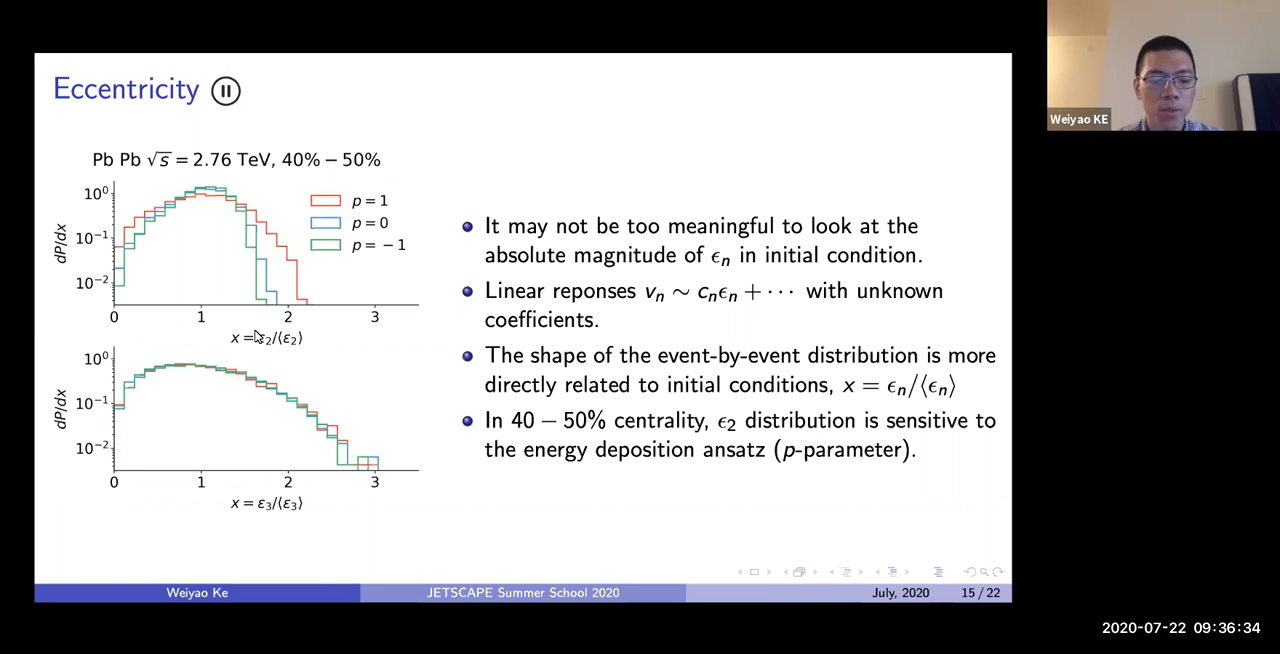 Eccentricity
Pb Pb √s = 2.76 TeV, 40% − 50%
10⁰
10⁻¹
10⁻²
dP/dx
p = 1
p = 0
p = −1
0 1 2 3
x = ε₂/⟨ε₂⟩
10⁰
10⁻¹
10⁻²
dP/dx
0 1 2 3
x = ε₃/⟨ε₃⟩
It may not be too meaningful to look at the
absolute magnitude of ϵₙ in initial condition.
Linear reponses vₙ ∼ cₙϵₙ + ⋯ with unknown
coefficients.
The shape of the event-by-event distribution is more
directly related to initial conditions, x = ϵₙ/⟨ϵₙ⟩
In 40 − 50% centrality, ϵ₂ distribution is sensitive to
the energy deposition ansatz (p-parameter).
Weiyao Ke
JETSCAPE Summer School 2020
July, 2020
15 / 22
Weiyao KE
2020-07-22 09:36:34